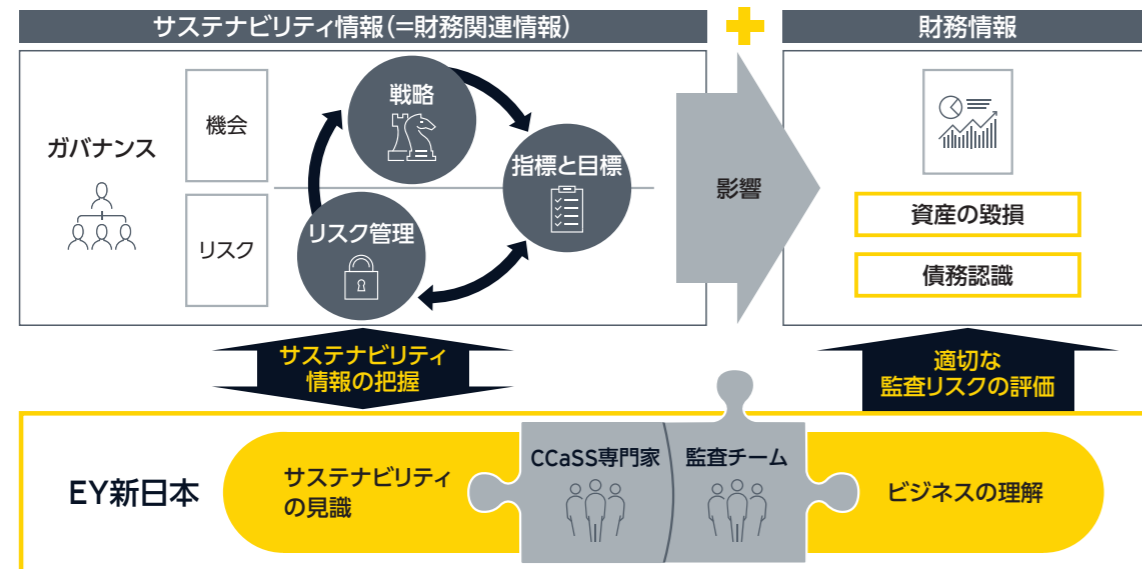 サステナビリティ情報(=財務関連情報)
財務情報
ガバナンス
機会
リスク
戦略
指標と目標
リスク管理
影響
資産の毀損
債務認識
サステナビリティ
情報の把握
適切な
監査リスクの評価
EY新日本
サステナビリティ
の見識
CCaSS専門家
監査チーム
ビジネスの理解